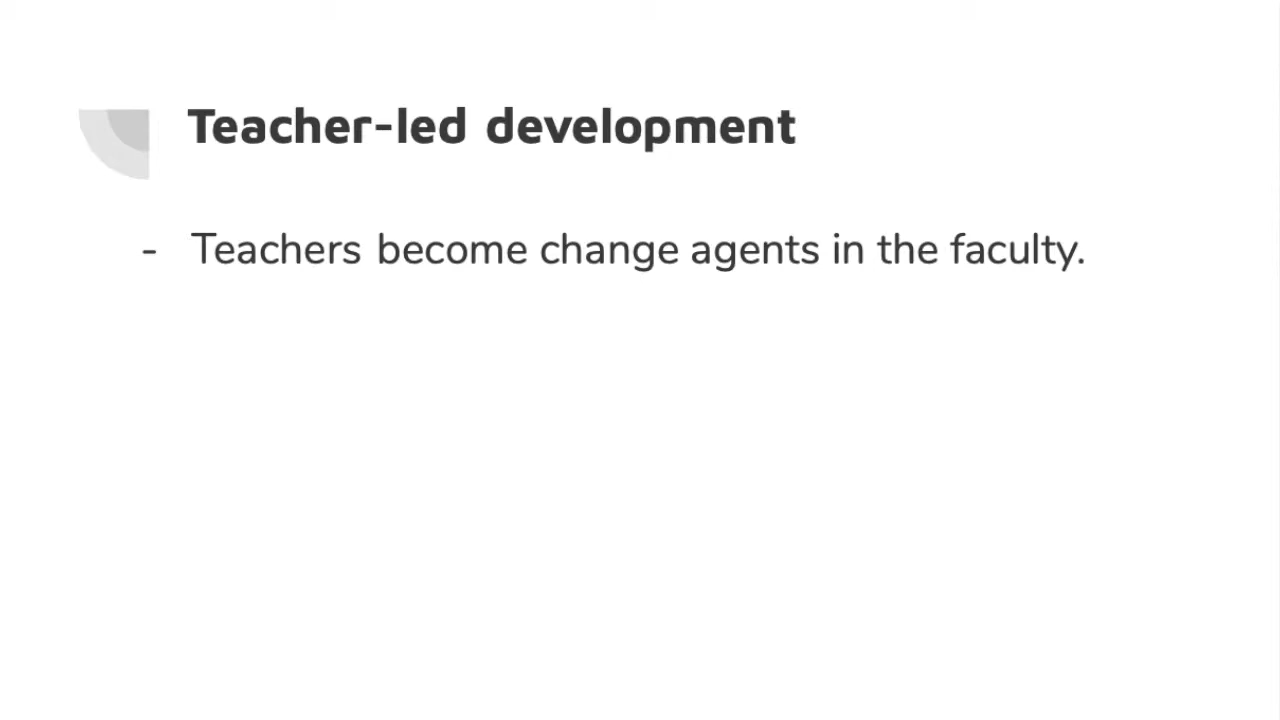 Teacher-led development
- Teachers become change agents in the faculty.